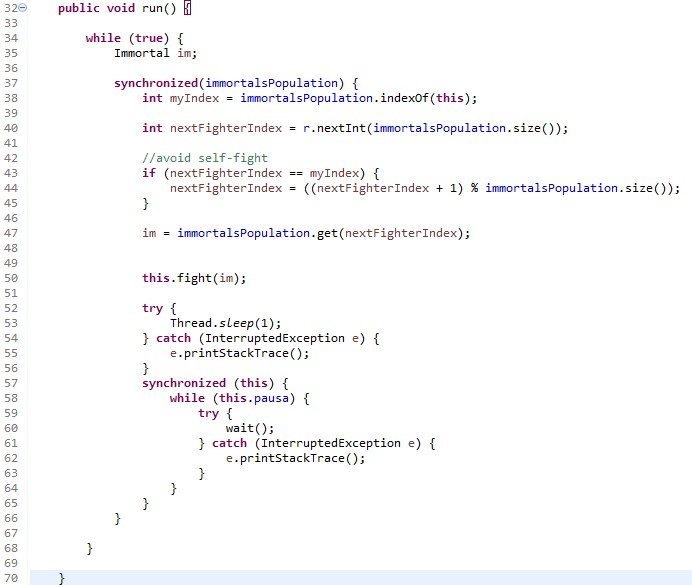 32 public void run() {
33
34 while (true) {
35 Immortal im;
36
37 synchronized(immortalsPopulation) {
38 int myIndex = immortalsPopulation.indexOf(this);
39
40 int nextFighterIndex = r.nextInt(immortalsPopulation.size());
41
42 //avoid self-fight
43 if (nextFighterIndex == myIndex) {
44 nextFighterIndex = ((nextFighterIndex + 1) % immortalsPopulation.size());
45 }
46
47 im = immortalsPopulation.get(nextFighterIndex);
48
49
50 this.fight(im);
51
52 try {
53 Thread.sleep(1);
54 } catch (InterruptedException e) {
55 e.printStackTrace();
56 }
57 synchronized (this) {
58 while (this.pausa) {
59 try {
60 wait();
61 } catch (InterruptedException e) {
62 e.printStackTrace();
63 }
64 }
65 }
66 }
67
68 }
69
70 }